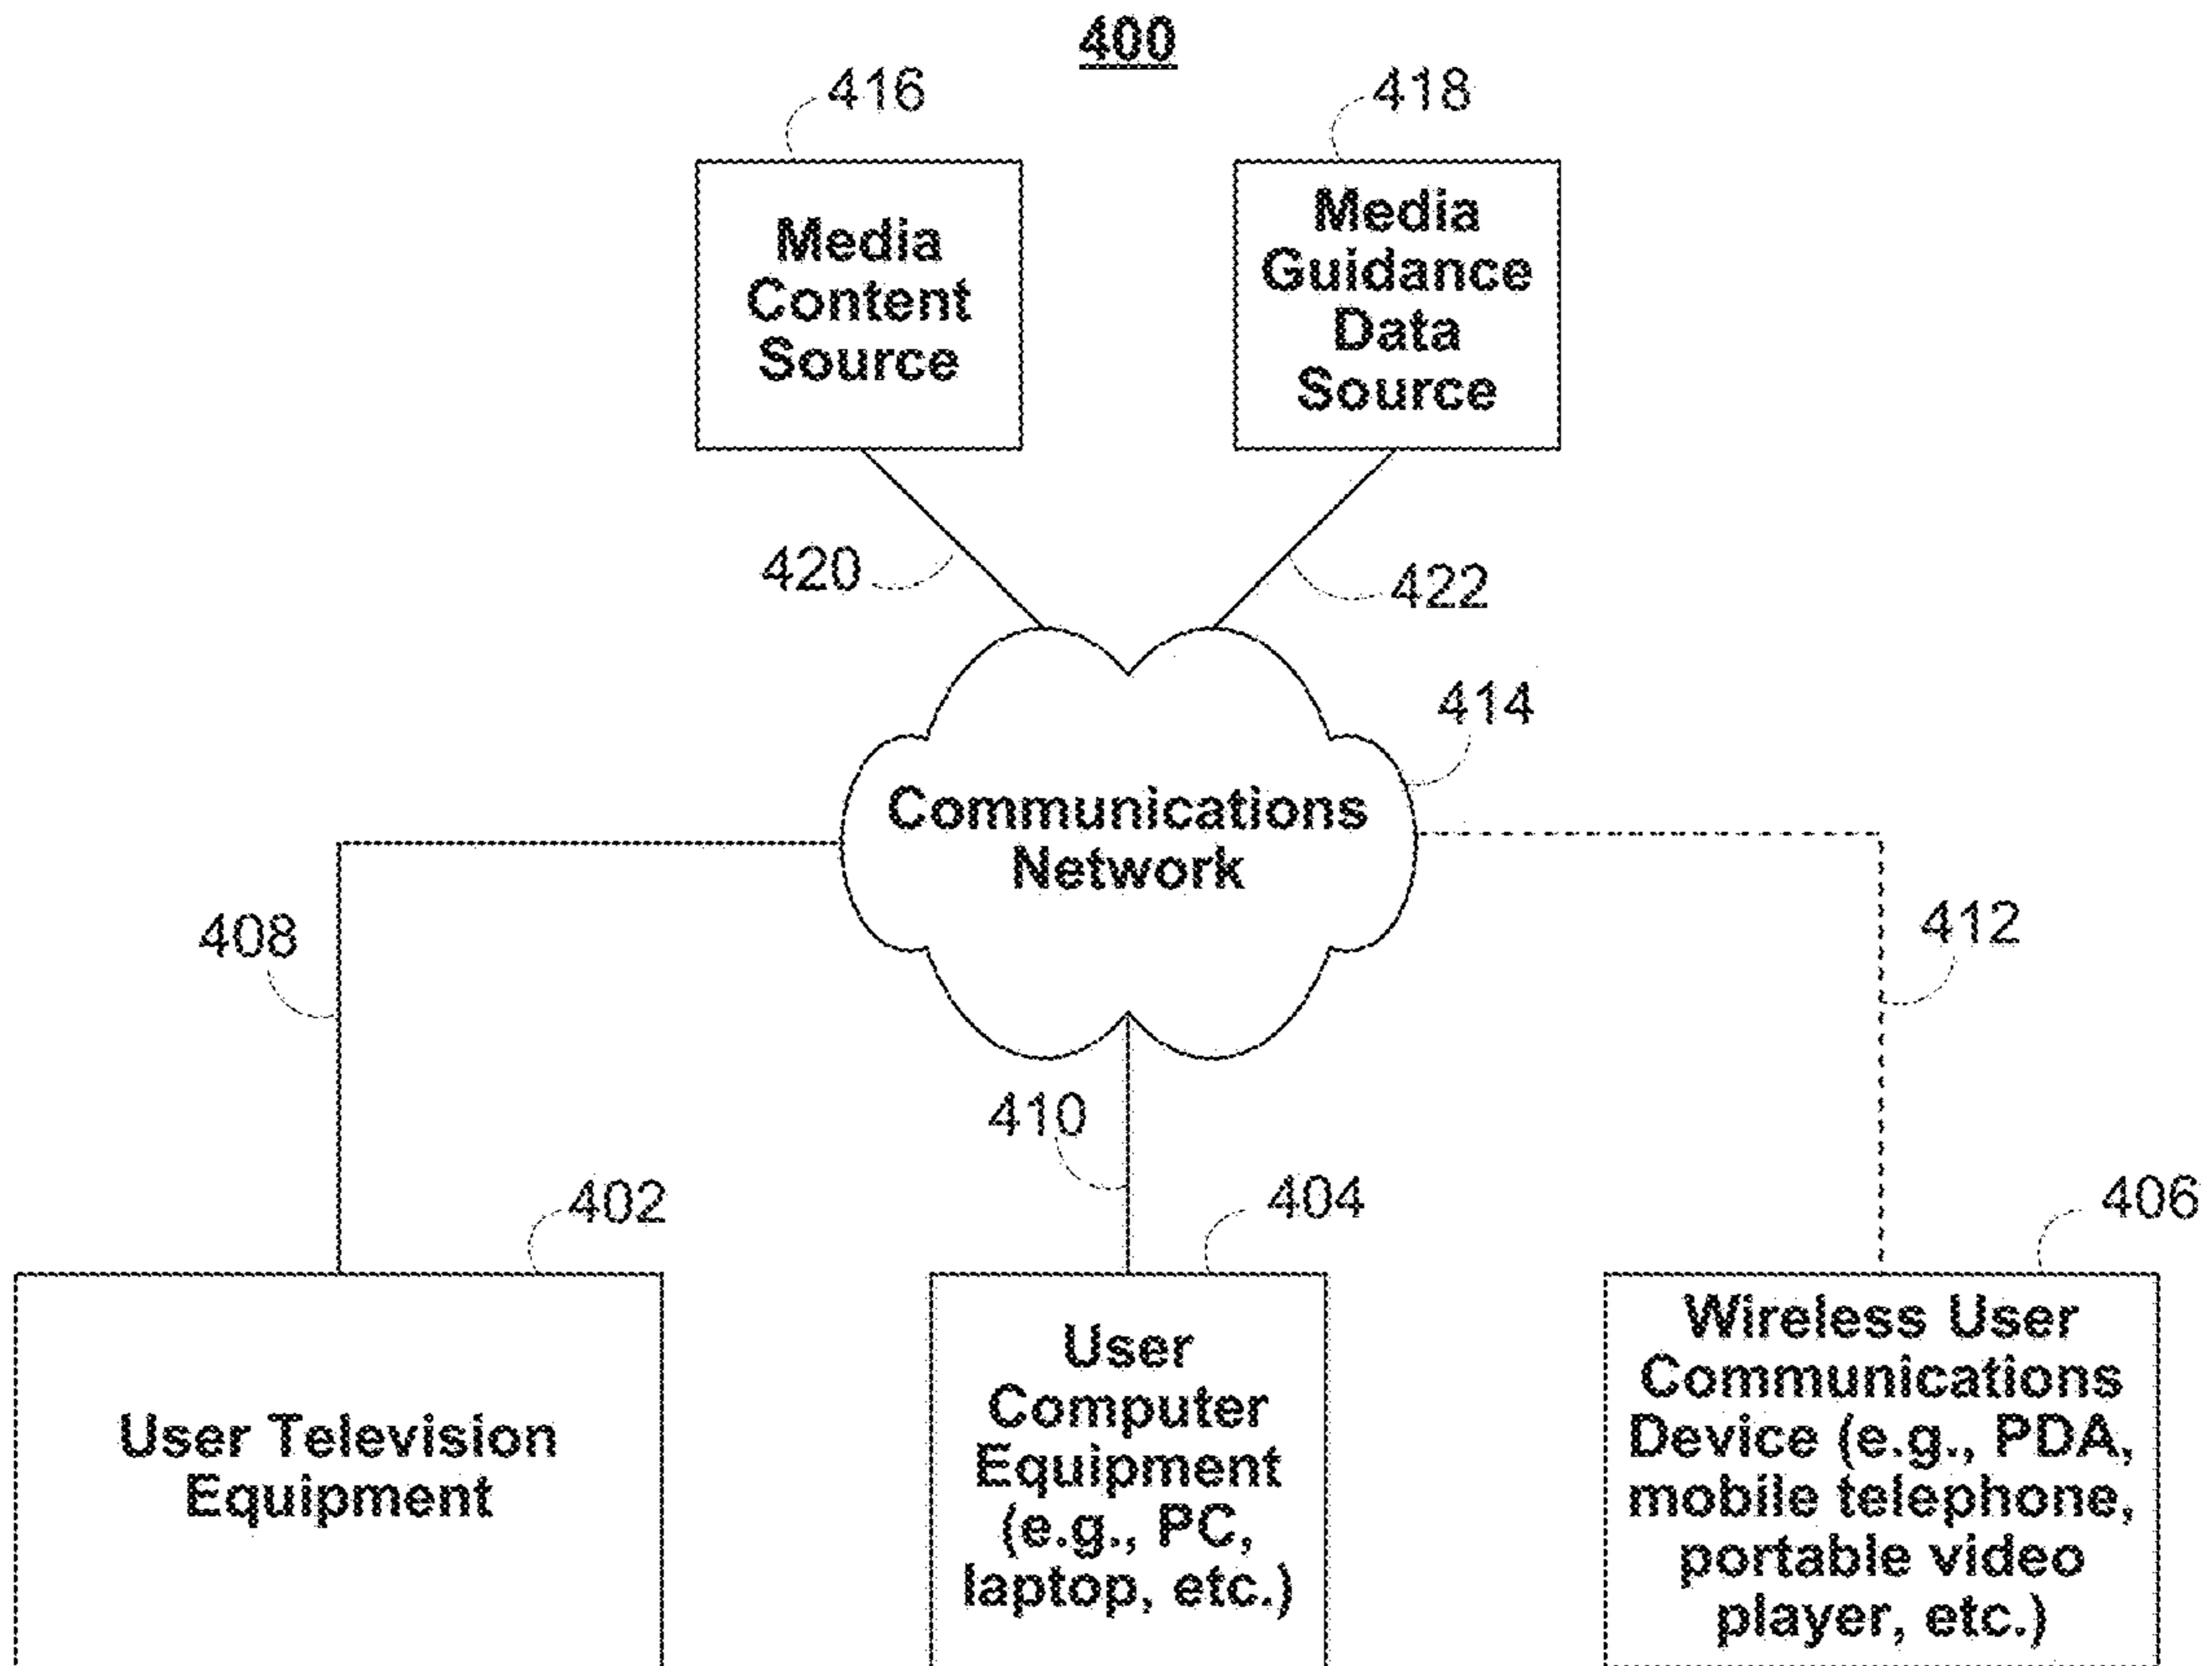 400
416
418
Media
Content
Source
Media
Guidance
Data
Source
420
422
414
Communications
Network
408
412
410
402
404
406
User Television
Equipment
User
Computer
Equipment
(e.g., PC,
laptop, etc.)
Wireless User
Communications
Device (e.g., PDA,
mobile telephone,
portable video
player, etc.)